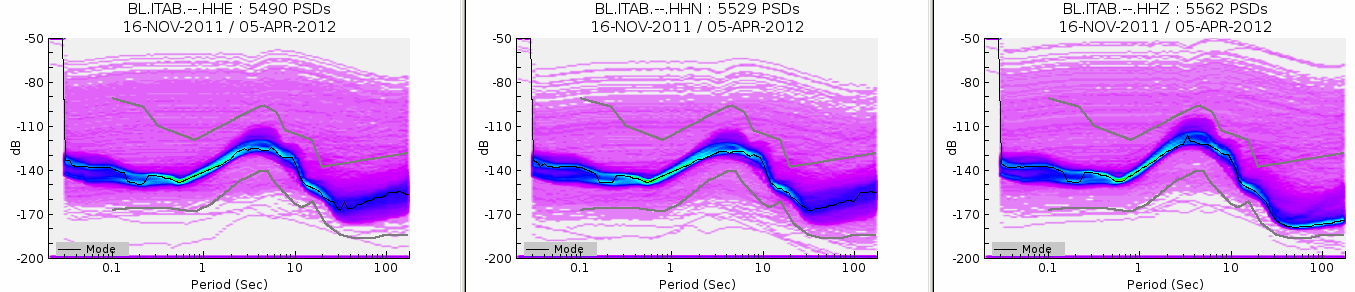 BL.ITAB.--.HHE : 5490 PSDs
16-NOV-2011 / 05-APR-2012
-50
-80
-110
-140
-170
-200
dB
Mode
0.1 1 10 100
Period (Sec)
BL.ITAB.--.HHN : 5529 PSDs
16-NOV-2011 / 05-APR-2012
-50
-80
-110
-140
-170
-200
dB
Mode
0.1 1 10 100
Period (Sec)
BL.ITAB.--.HHZ : 5562 PSDs
16-NOV-2011 / 05-APR-2012
-50
-80
-110
-140
-170
-200
dB
Mode
0.1 1 10 100
Period (Sec)